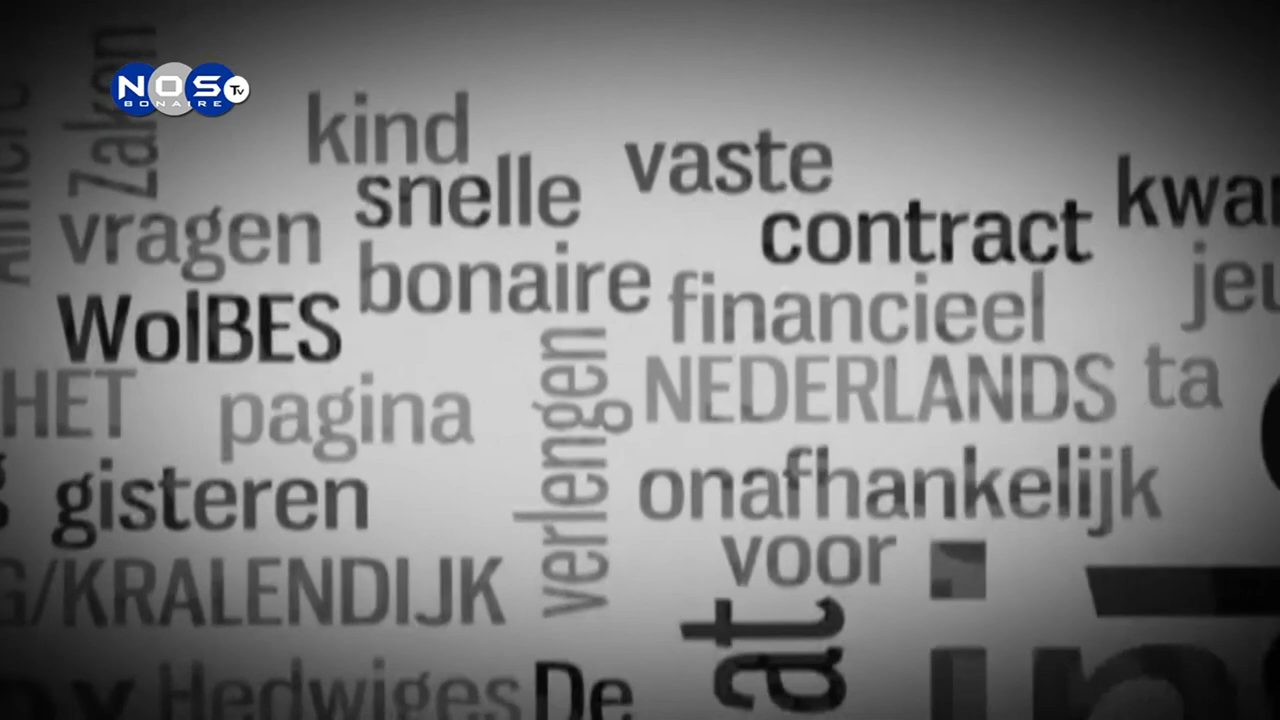 NOS TV
BONAIRE
Zaken
kind
vaste
snelle
vragen
contract
bonaire
WolBES
financieel
HET
pagina
verlengen
NEDERLANDS
ta
gisteren
onafhankelijk
G/KRALENDIJK
voor
at
Hedwiges
De